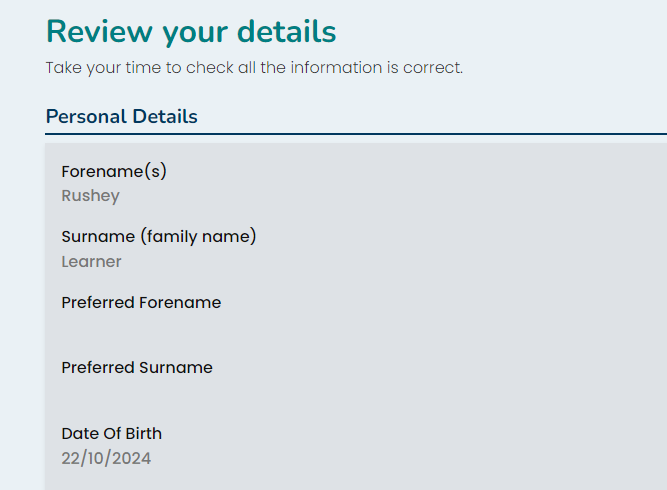 Review your details
Take your time to check all the information is correct.
Personal Details
Forename(s)
Rushey
Surname (family name)
Learner
Preferred Forename
Preferred Surname
Date Of Birth
22/10/2024